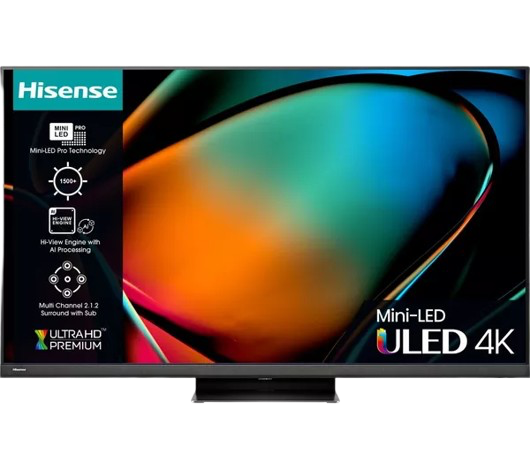 Hisense
MINI
LED
PRO
Mini-LED Pro Technology
1500+
AI
HI-VIEW
ENGINE
Ai
Hi-View Engine with
AI Processing
Multi Channel 2.1.2
Surround with Sub
ULTRAHD™
PREMIUM
Mini-LED
ULED 4K
Hisense